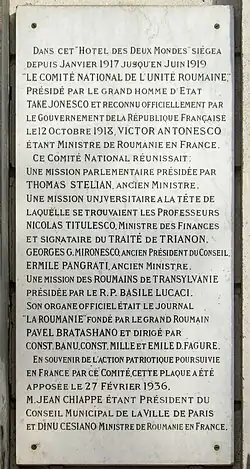 DANS CET "HOTEL DES DEUX MONDES" SIÉGEA
DEPUIS JANVIER 1917 JUSQU'EN JUIN 1919
"LE COMITÉ NATIONAL DE L'UNITÉ ROUMAINE,"
PRÉSIDÉ PAR LE GRAND HOMME D'ETAT
TAKE JONESCO ET RECONNU OFFICIELLEMENT PAR
LE GOUVERNEMENT DE LA RÉPUBLIQUE FRANÇAISE
LE 12 OCTOBRE 1918, VICTOR ANTONESCO
ÉTANT MINISTRE DE ROUMANIE EN FRANCE.
CE COMITÉ NATIONAL RÉUNISSAIT:
UNE MISSION PARLEMENTAIRE PRÉSIDÉE PAR
THOMAS STELIAN, ANCIEN MINISTRE,
UNE MISSION UNIVERSITAIRE A LA TÊTE DE
LAQUELLE SE TROUVAIENT LES PROFESSEURS
NICOLAS TITULESCO, MINISTRE DES FINANCES
ET SIGNATAIRE DU TRAITÉ DE TRIANON,
GEORGES G. MIRONESCO, ANCIEN PRÉSIDENT DU CONSEIL,
ERMILE PANGRATI, ANCIEN MINISTRE.
UNE MISSION DES ROUMAINS DE TRANSYLVANIE
PRÉSIDÉE PAR LE R.P. BASILE LUCACI.
SON ORGANE OFFICIEL ÉTAIT LE JOURNAL
"LA ROUMANIE" FONDÉ PAR LE GRAND ROUMAIN
PAVEL BRATASHANO ET DIRIGÉ PAR
CONST. BANU, CONST. MILLE ET EMILE D. FAGURE.
EN SOUVENIR DE L'ACTION PATRIOTIQUE POURSUIVIE
EN FRANCE PAR CE COMITÉ, CETTE PLAQUE A ÉTÉ
APPOSÉE LE 27 FÉVRIER 1936,
M. JEAN CHIAPPE ÉTANT PRÉSIDENT DU
CONSEIL MUNICIPAL DE LA VILLE DE PARIS
ET DINU CESIANO MINISTRE DE ROUMANIE EN FRANCE.